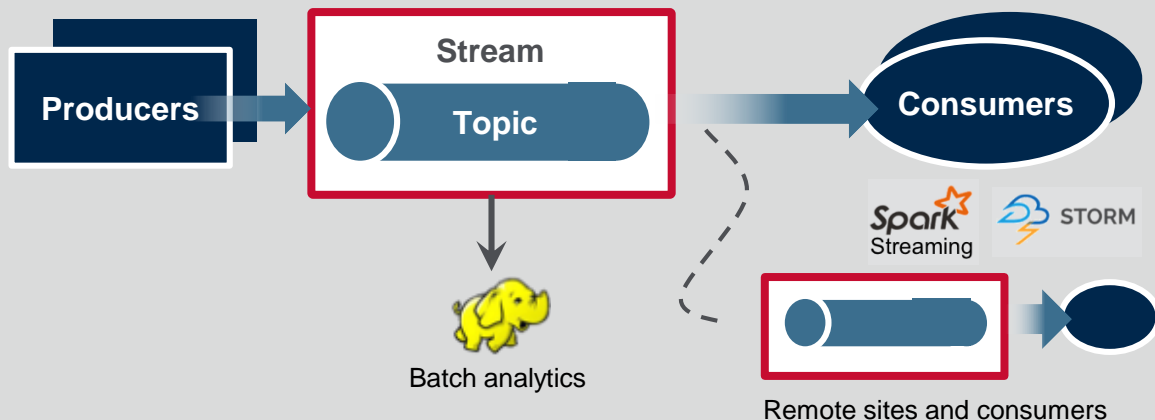 Stream
Producers
Topic
Consumers
Spark
Streaming
STORM
Batch analytics
Remote sites and consumers